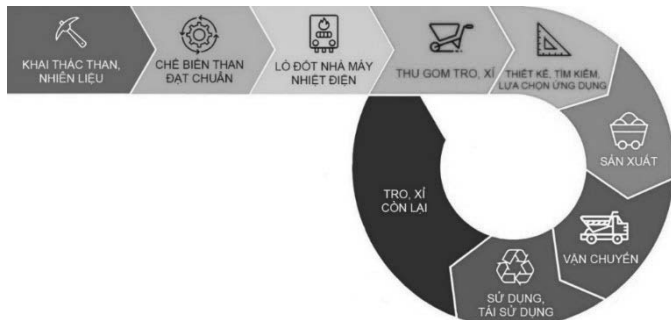 KHAI THÁC THAN,
NHIÊN LIỆU
CHẾ BIẾN THAN
ĐẠT CHUẨN
LÒ ĐỐT NHÀ MÁY
NHIỆT ĐIỆN
THU GOM TRO, XỈ
THIẾT KẾ, TÌM KIẾM,
LỰA CHỌN ỨNG DỤNG
SẢN XUẤT
VẬN CHUYỂN
SỬ DỤNG,
TÁI SỬ DỤNG
TRO, XỈ
CÒN LẠI